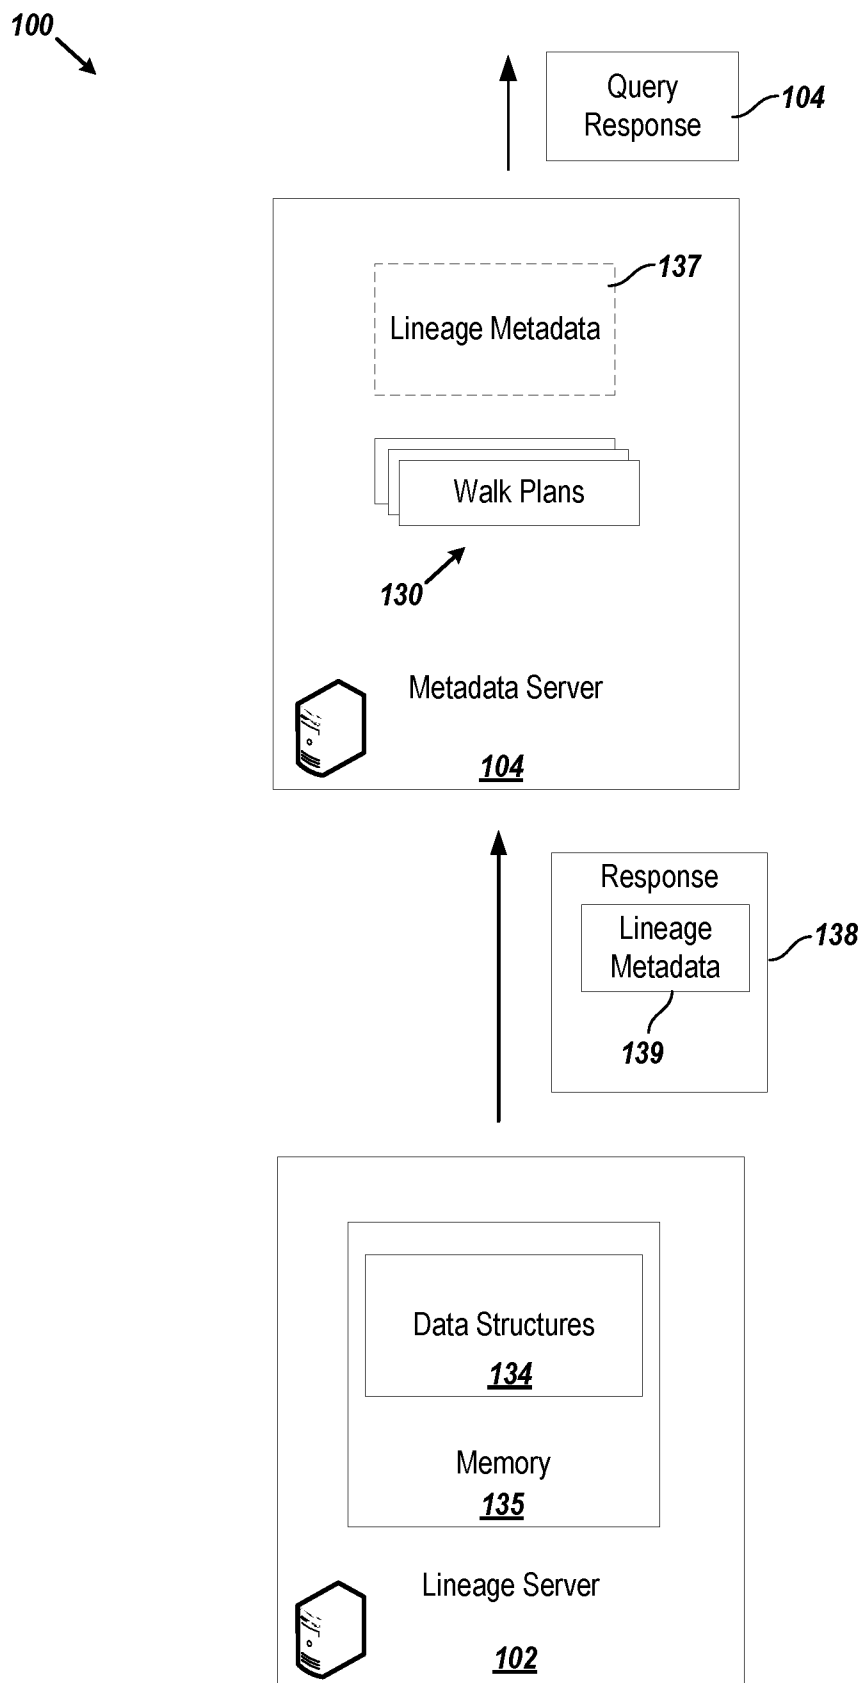 100
Query
Response
104
137
Lineage Metadata
Walk Plans
130
Metadata Server
104
Response
Lineage
Metadata
138
139
Data Structures
134
Memory
135
Lineage Server
102